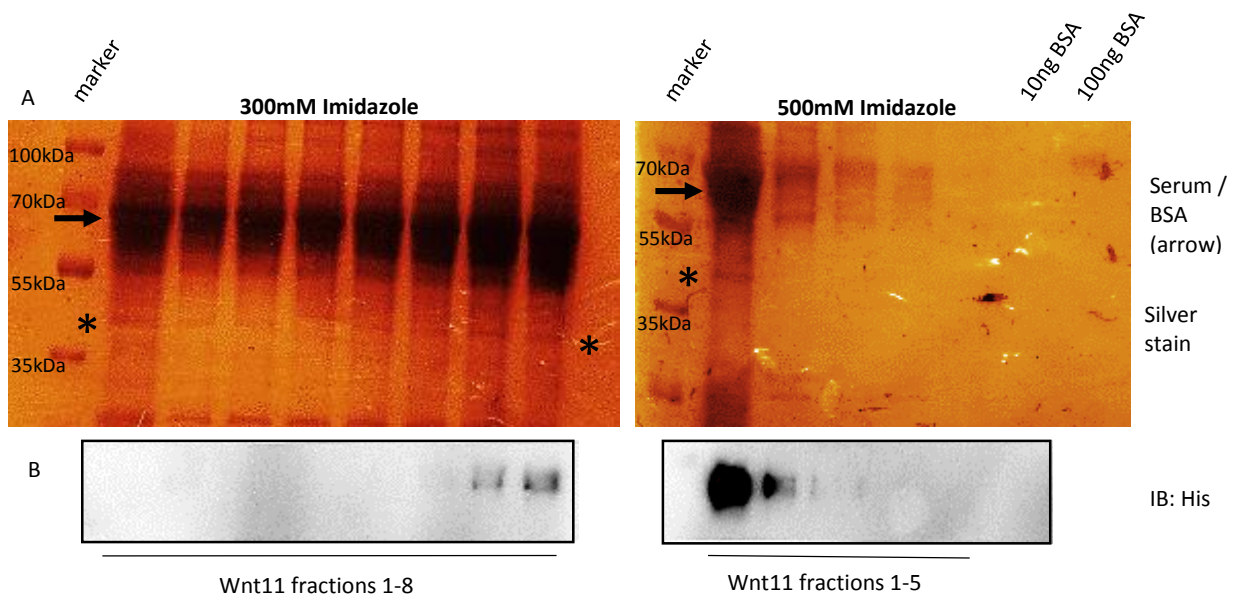 marker
10ng BSA
100ng BSA
marker
A
300mM Imidazole
500mM Imidazole
100kDa
70kDa
55kDa
*
*
35kDa
70kDa
55kDa
*
35kDa
Serum /
BSA
(arrow)
Silver
stain
B
IB: His
Wnt11 fractions 1-8
Wnt11 fractions 1-5